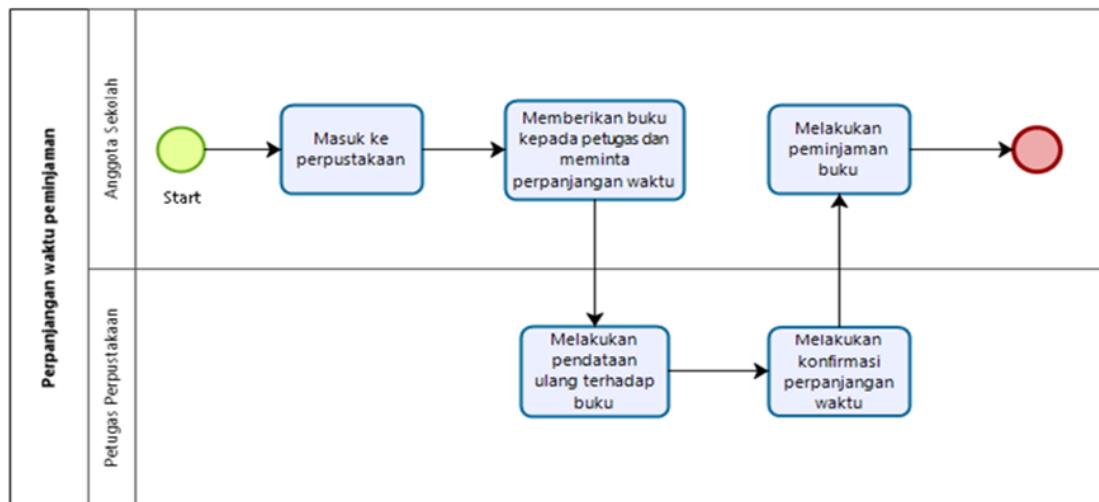 Perpanjangan waktu peminjaman
Anggota Sekolah
Start
Masuk ke
perpustakaan
Memberikan buku
kepada petugas dan
meminta
perpanjangan waktu
Melakukan
peminjaman
buku
Petugas Perpustakaan
Melakukan
pendataan
ulang terhadap
buku
Melakukan
konfirmasi
perpanjangan
waktu